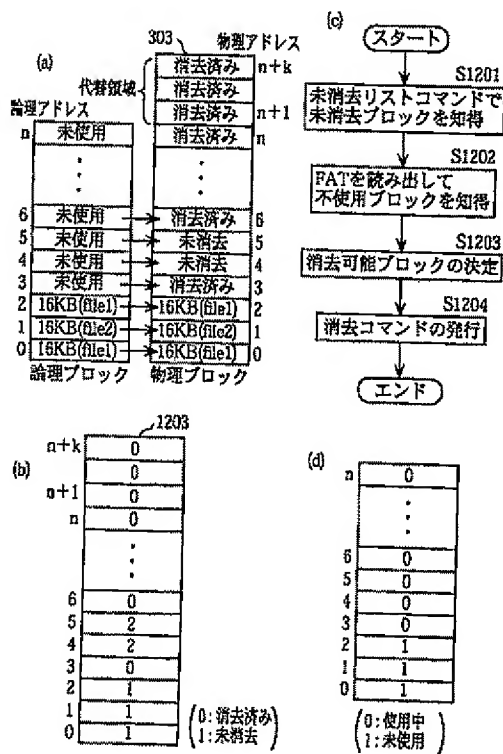 (a)
303
物理アドレス
消去済み n+k
代替領域 消去済み
消去済み n+1
論理アドレス
n 未使用 消去済み n
6 未使用 消去済み 6
5 未使用 未消去 5
4 未使用 未消去 4
3 未使用 消去済み 3
2 16KB(file1) 16KB(file1) 2
1 16KB(file2) 16KB(file2) 1
0 16KB(file1) 16KB(file1) 0
論理ブロック 物理ブロック
(c)
スタート
S1201
未消去リストコマンドで
未消去ブロックを知得
S1202
FATを読み出して
不使用ブロックを知得
S1203
消去可能ブロックの決定
S1204
消去コマンドの発行
エンド
(b)
1203
n+k 0
0
n+1 0
n 0
6 0
5 2
4 2
3 0
2 1
1 1
0 1
(0:消去済み
1:未消去)
(d)
n 0
6 0
5 0
4 0
3 0
2 1
1 1
0 1
(0:使用中
1:未使用)